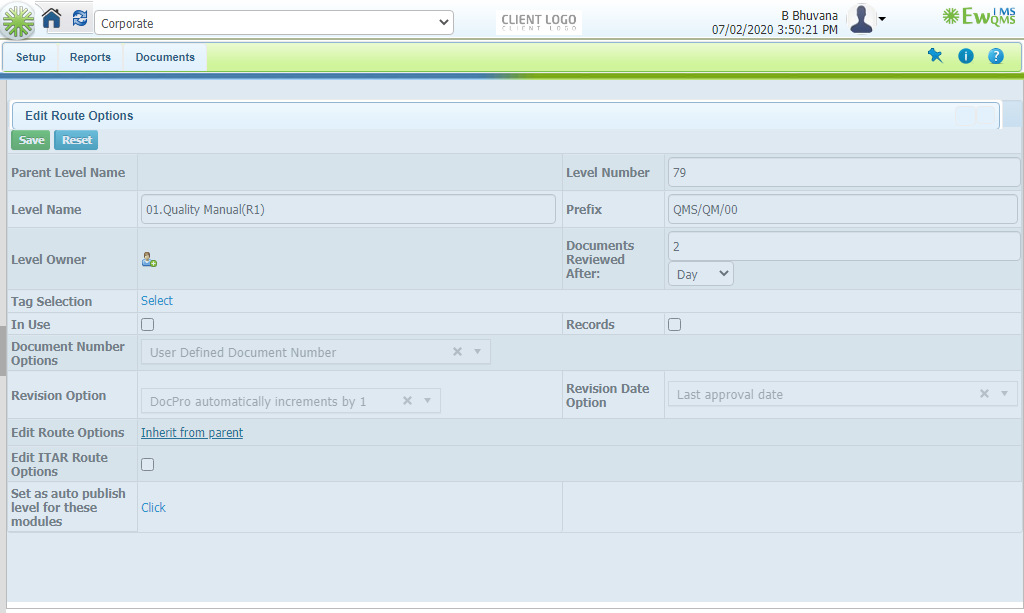 Corporate
CLIENT LOGO
CLIENT LOGO
B Bhuvana
07/02/2020 3:50:21 PM
EwQMS
LMS
Setup
Reports
Documents
Edit Route Options
Save
Reset
Parent Level Name
Level Number
79
Level Name
01.Quality Manual(R1)
Prefix
QMS/QM/00
Level Owner
Documents
Reviewed
After:
2
Day
Tag Selection
Select
In Use
Records
Document Number
Options
User Defined Document Number
Revision Option
DocPro automatically increments by 1
Revision Date
Option
Last approval date
Edit Route Options
Inherit from parent
Edit ITAR Route
Options
Set as auto publish
level for these
modules
Click